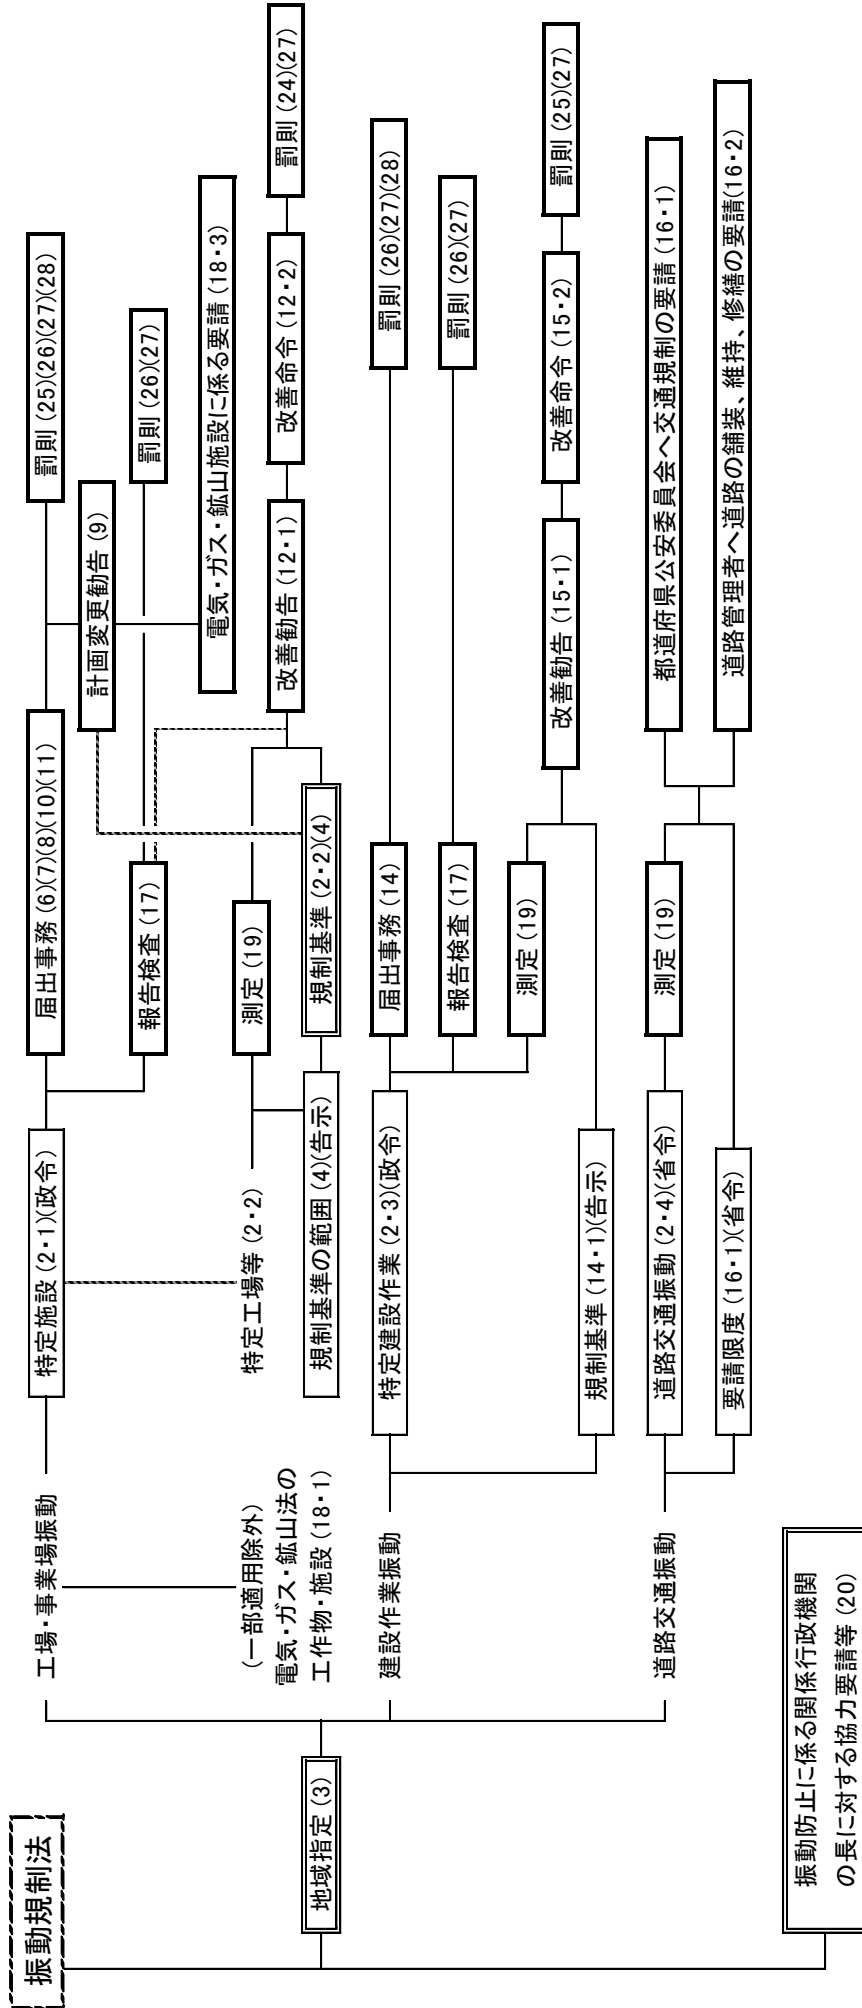 振動規制法
地域指定 (3)
振動防止に係る関係行政機関
の長に対する協力要請等 (20)
工場・事業場振動
(一部適用除外)
電気・ガス・鉱山法の
工作物・施設 (18・1)
特定施設 (2・1)(政令)
特定工場等 (2・2)
規制基準の範囲 (4)(告示)
届出事務 (6)(7)(8)(10)(11)
報告検査 (17)
測定 (19)
規制基準 (2・2)(4)
計画変更勧告 (9)
罰則 (25)(26)(27)(28)
罰則 (26)(27)
電気・ガス・鉱山施設に係る要請 (18・3)
改善勧告 (12・1)
改善命令 (12・2)
罰則 (24)(27)
建設作業振動
特定建設作業 (2・3)(政令)
規制基準 (14・1)(告示)
届出事務 (14)
報告検査 (17)
測定 (19)
罰則 (26)(27)(28)
罰則 (26)(27)
改善勧告 (15・1)
改善命令 (15・2)
罰則 (25)(27)
道路交通振動
道路交通振動 (2・4)(省令)
要請限度 (16・1)(省令)
測定 (19)
都道府県公安委員会へ交通規制の要請 (16・1)
道路管理者へ道路の舗装、維持、修繕の要請(16・2)